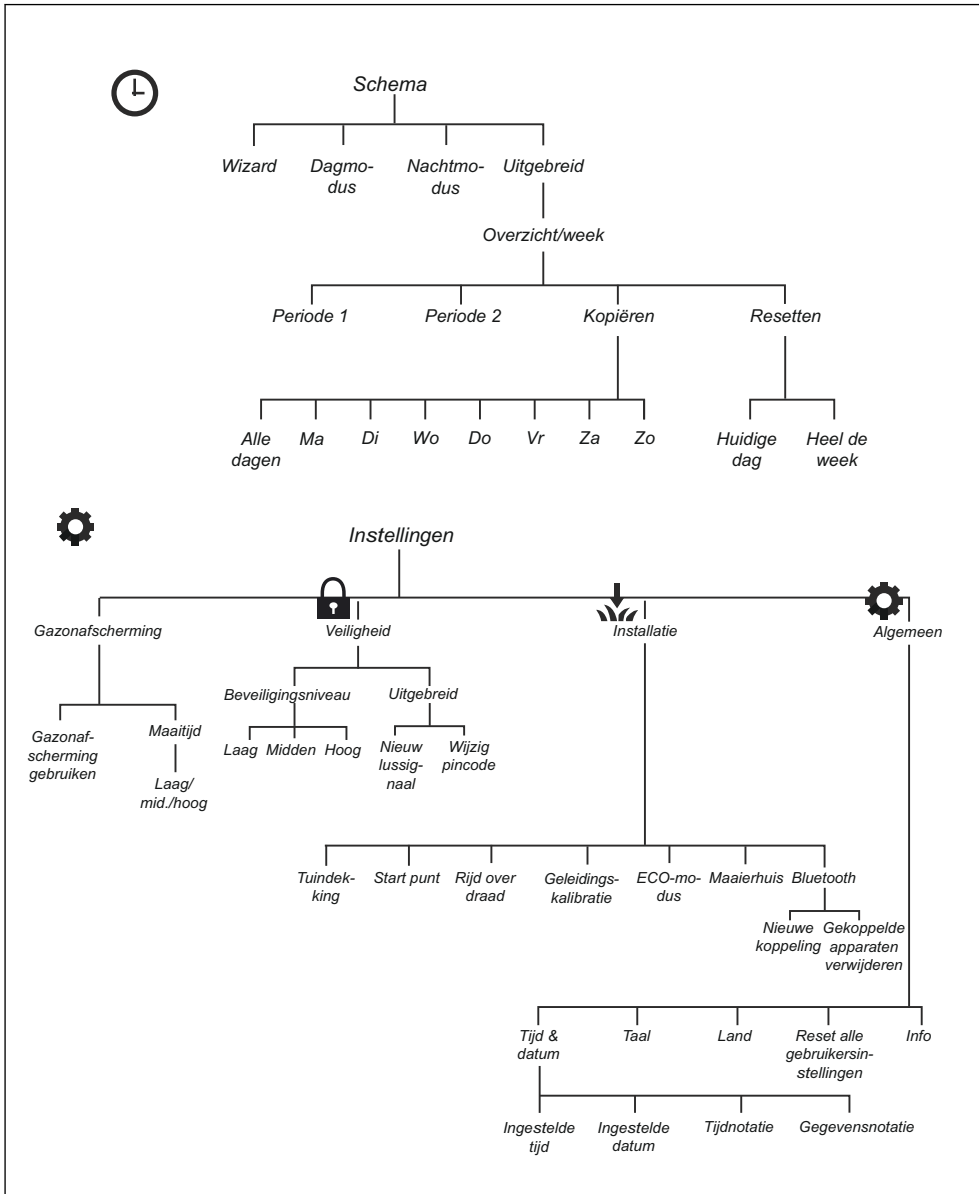 Schema
Wizard
Dagmo-
dus
Nachtmo-
dus
Uitgebreid
Overzicht/week
Periode 1
Periode 2
Kopiëren
Resetten
Alle
dagen
Ma
Di
Wo
Do
Vr
Za
Zo
Huidige
dag
Heel de
week
Instellingen
Gazonafscherming
Veiligheid
Installatie
Algemeen
Gazonaf-
scherming
gebruiken
Maaitijd
Laag/
mid./hoog
Beveiligingsniveau
Uitgebreid
Laag
Midden
Hoog
Nieuw
lussig-
naal
Wijzig
pincode
Tuindek-
king
Start punt
Rijd over
draad
Geleidings-
kalibratie
ECO-mo-
dus
Maaierhuis
Bluetooth
Nieuwe
koppeling
Gekoppelde
apparaten
verwijderen
Tijd &
datum
Taal
Land
Reset alle
gebruikersin-
stellingen
Info
Ingestelde
tijd
Ingestelde
datum
Tijdnotatie
Gegevensnotatie